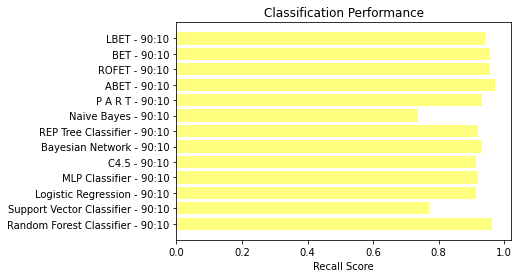 Classification Performance
LBET - 90:10
BET - 90:10
ROFET - 90:10
ABET - 90:10
P A R T - 90:10
Naive Bayes - 90:10
REP Tree Classifier - 90:10
Bayesian Network - 90:10
C4.5 - 90:10
MLP Classifier - 90:10
Logistic Regression - 90:10
Support Vector Classifier - 90:10
Random Forest Classifier - 90:10
0.0 0.2 0.4 0.6 0.8 1.0
Recall Score